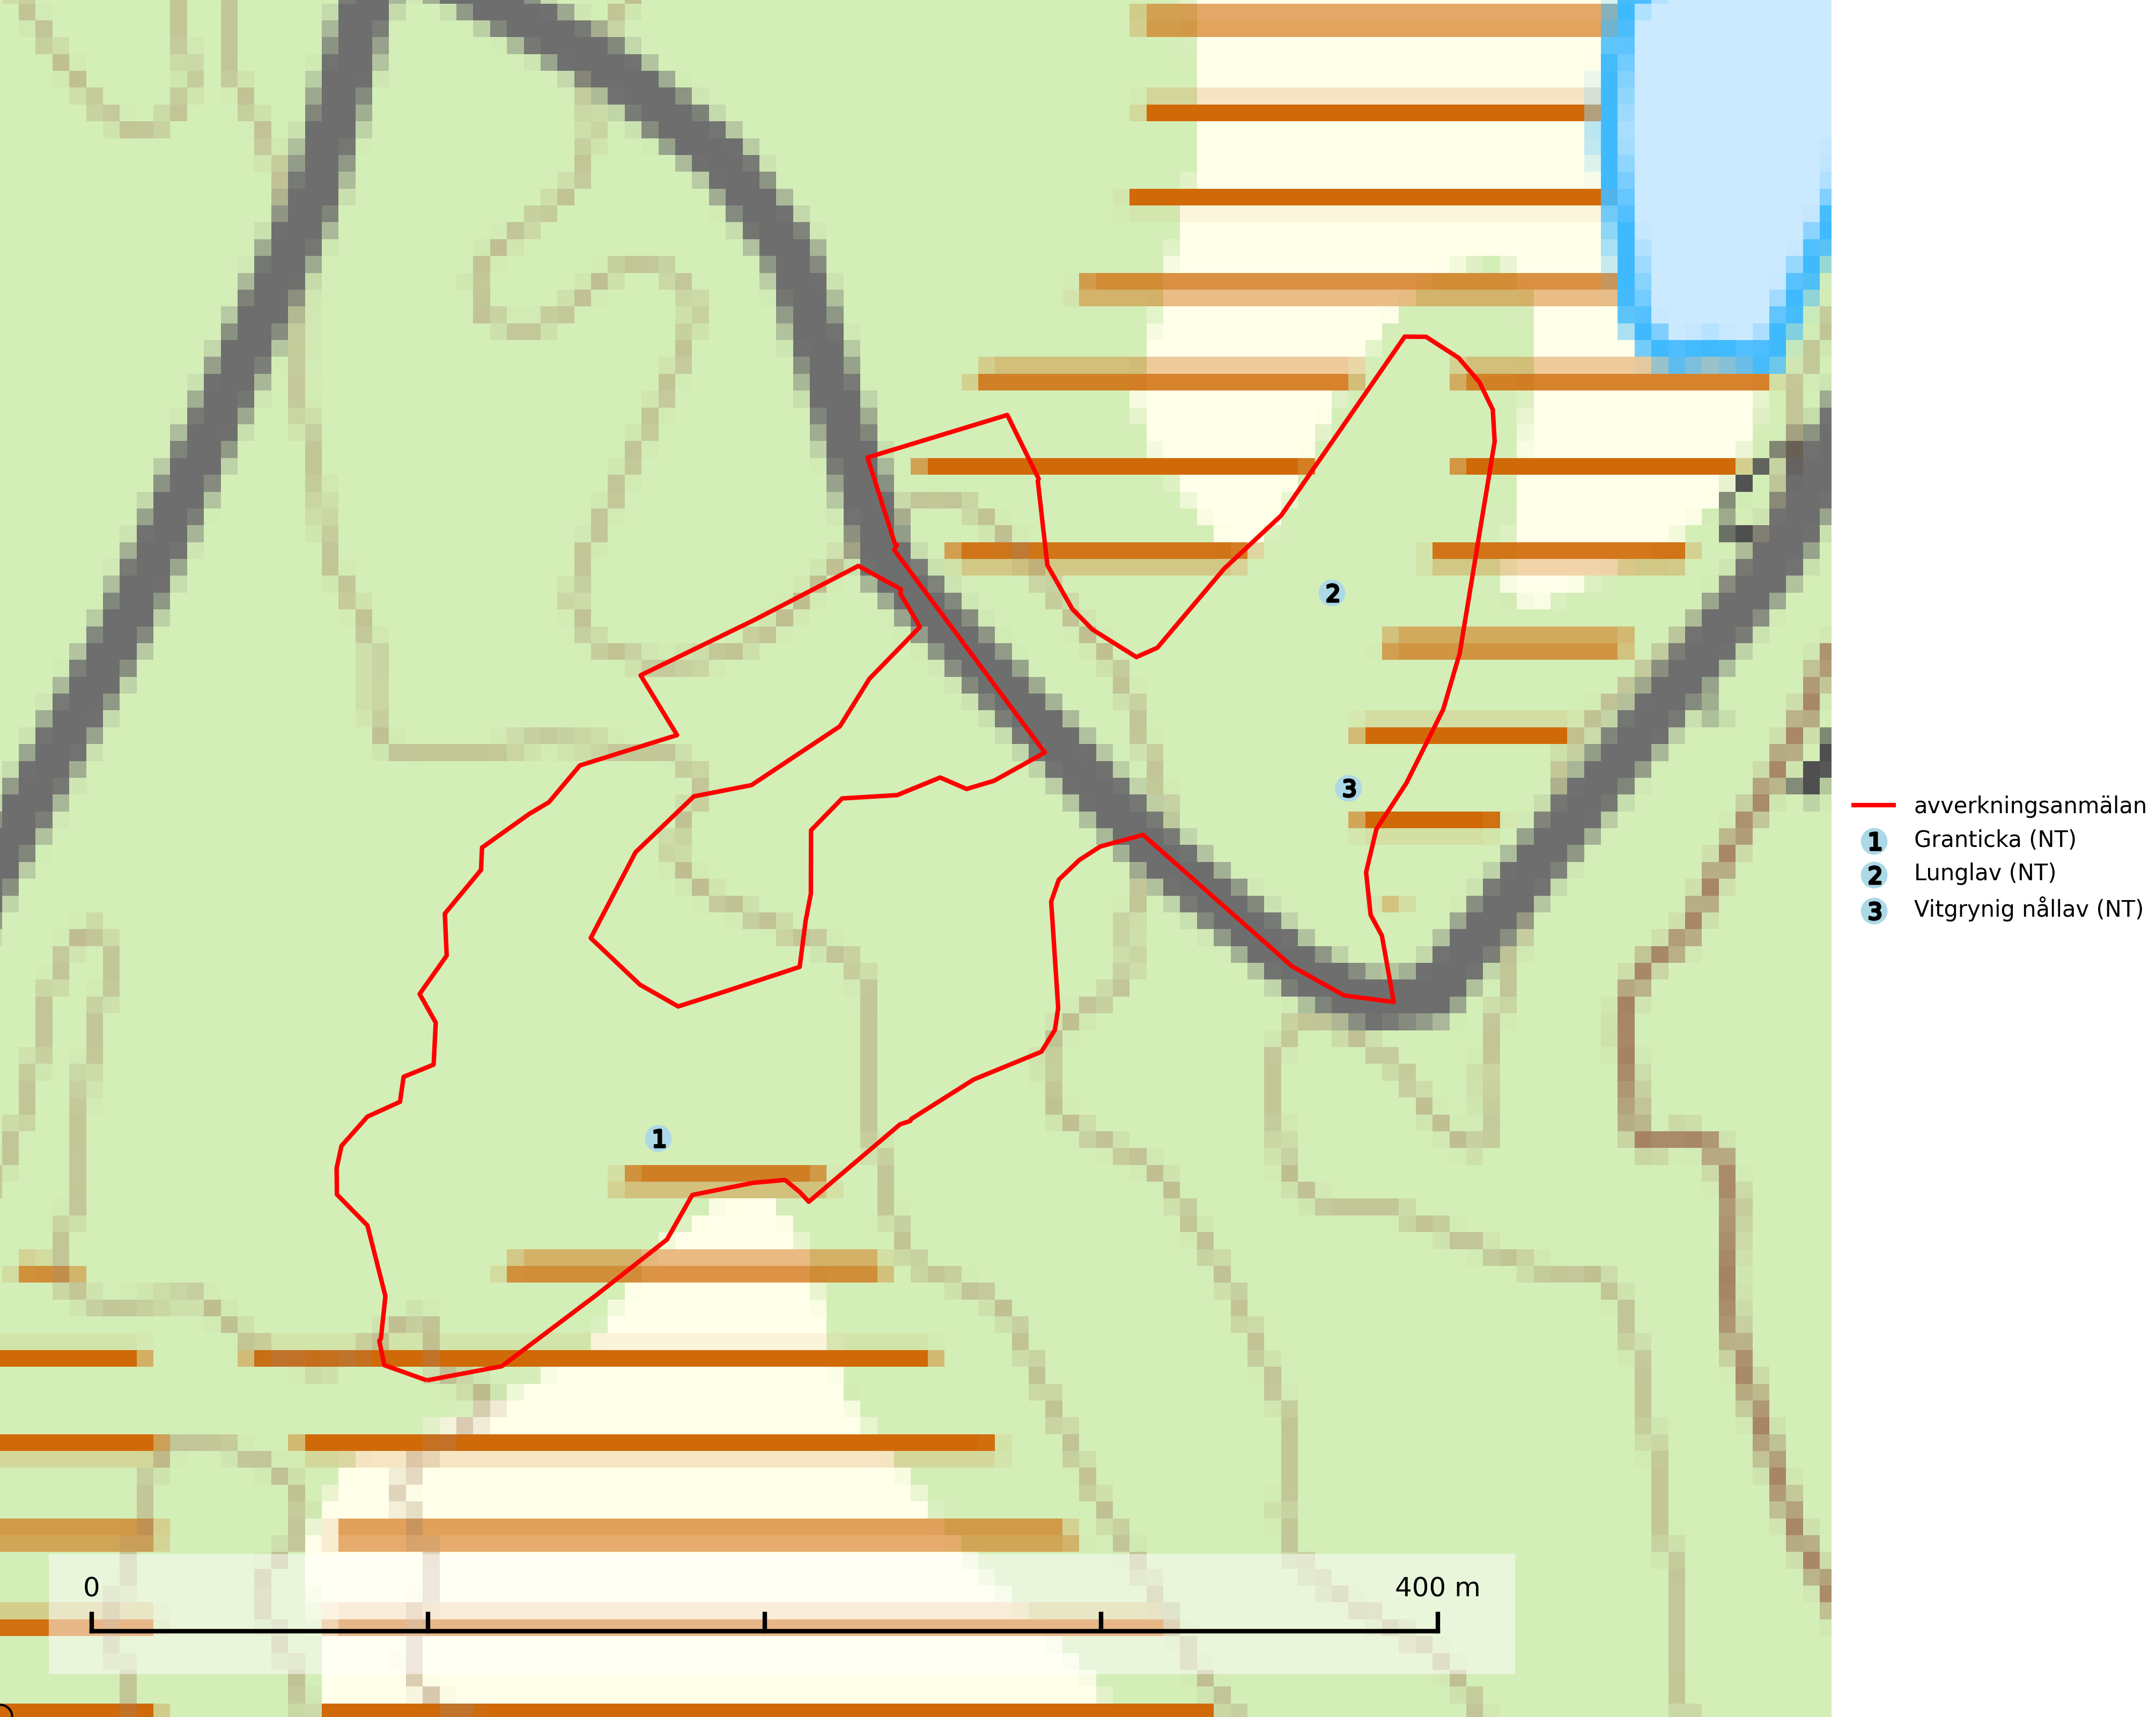 2
3
1
avverkningsanmälan
1 Granticka (NT)
2 Lunglav (NT)
3 Vitgrynig nållav (NT)
0 400 m